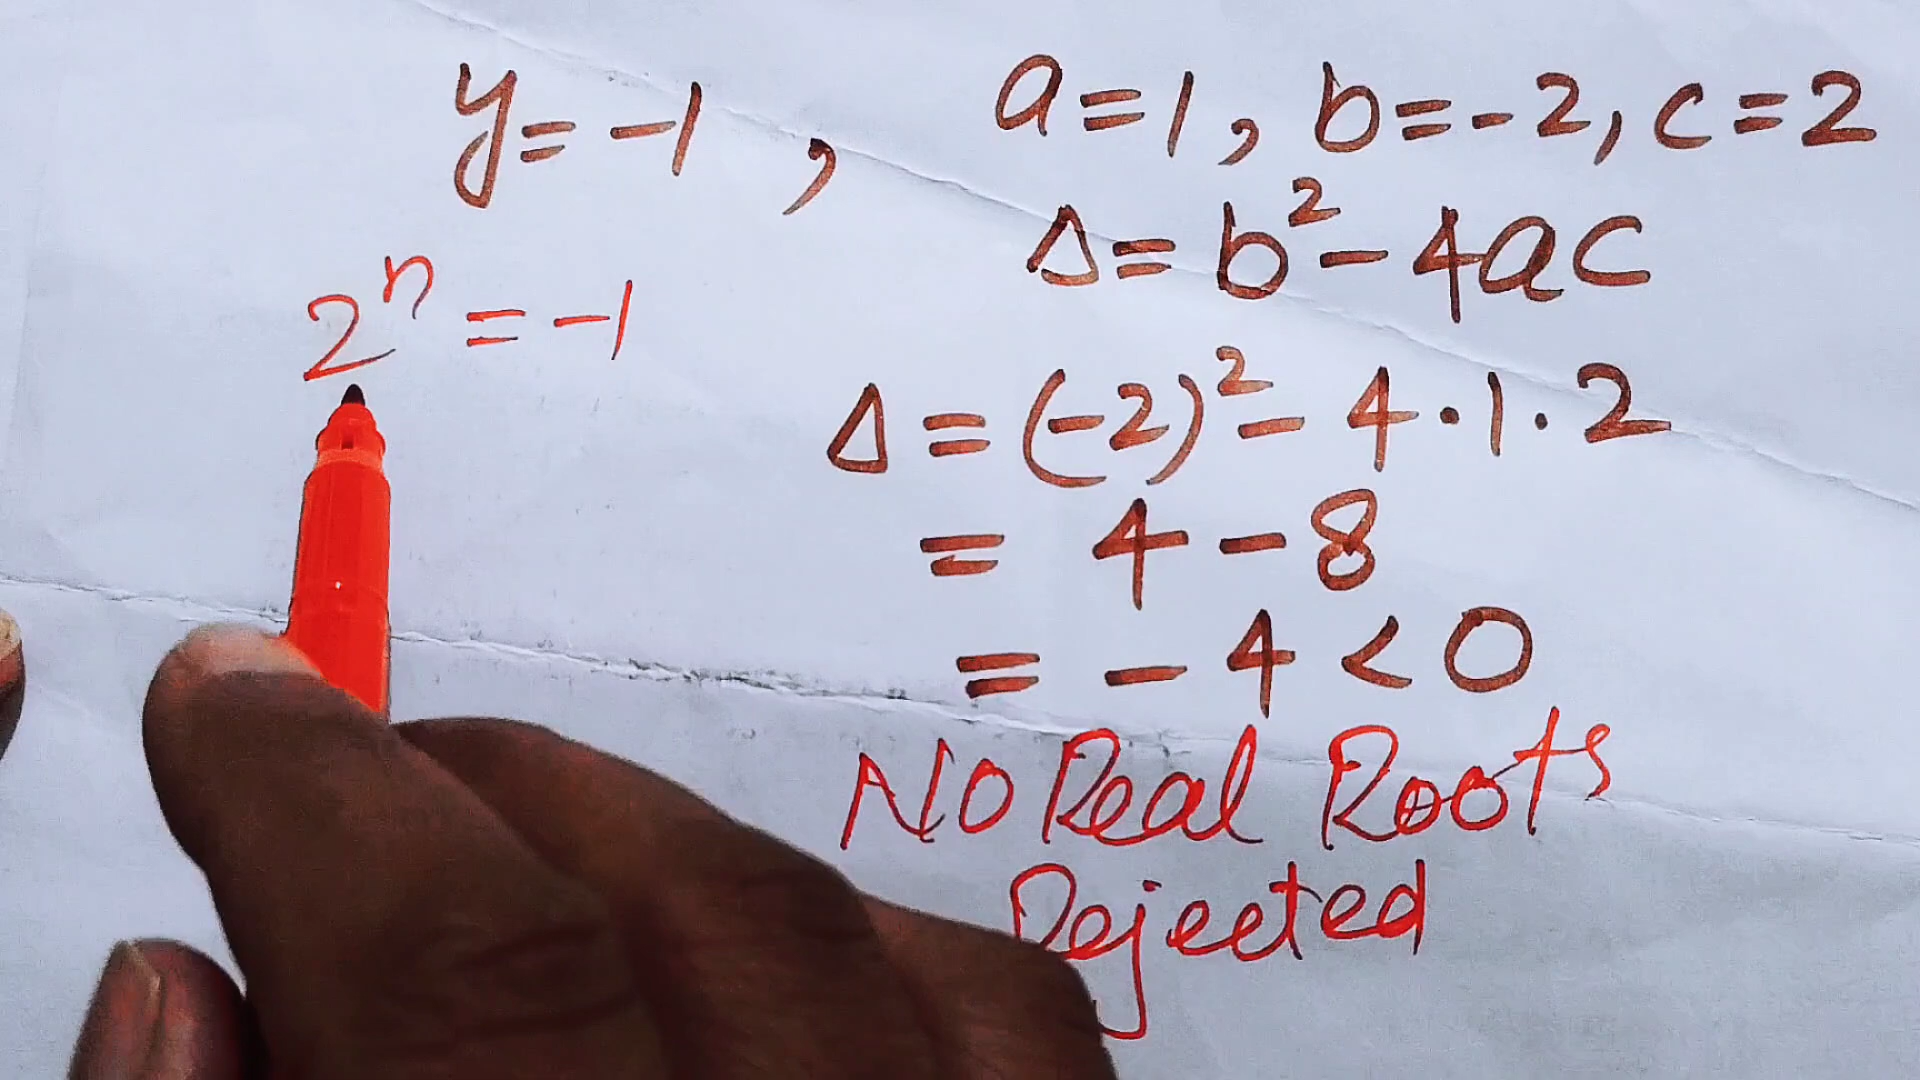 y = -1 ,
2ⁿ = -1
a = 1 , b = -2 , c = 2
Δ = b² - 4ac
Δ = (-2)² - 4 · 1 · 2
= 4 - 8
= - 4 < 0
No Real Roots
Rejected